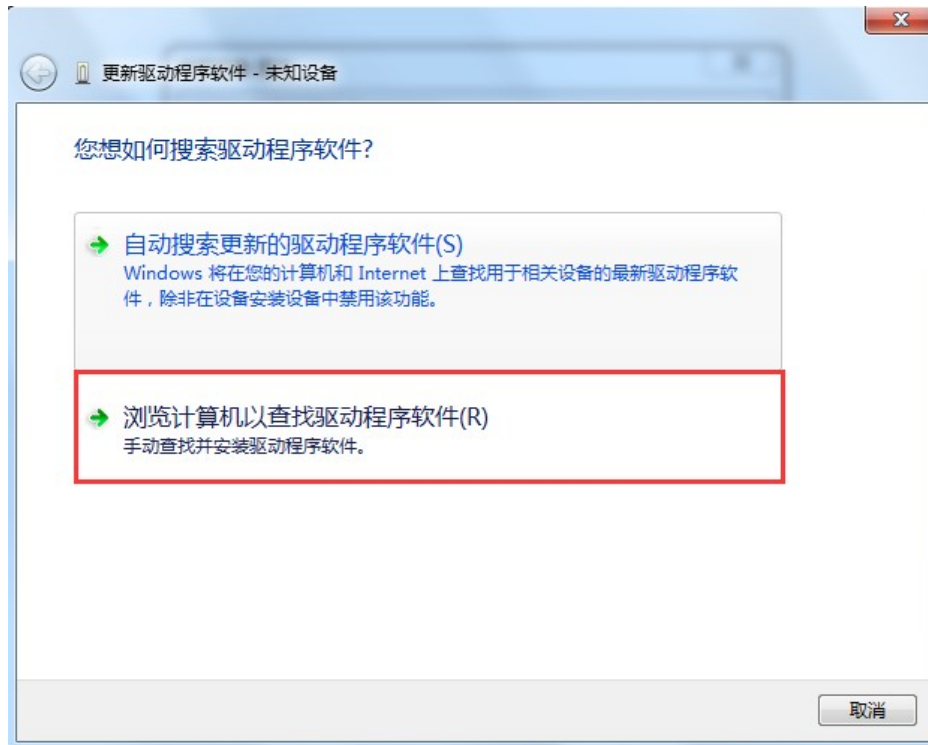 更新驱动程序软件 - 未知设备
您想如何搜索驱动程序软件?
自动搜索更新的驱动程序软件(S)
Windows 将在您的计算机和 Internet 上查找用于相关设备的最新驱动程序软
件，除非在设备安装设备中禁用该功能。
浏览计算机以查找驱动程序软件(R)
手动查找并安装驱动程序软件。
取消